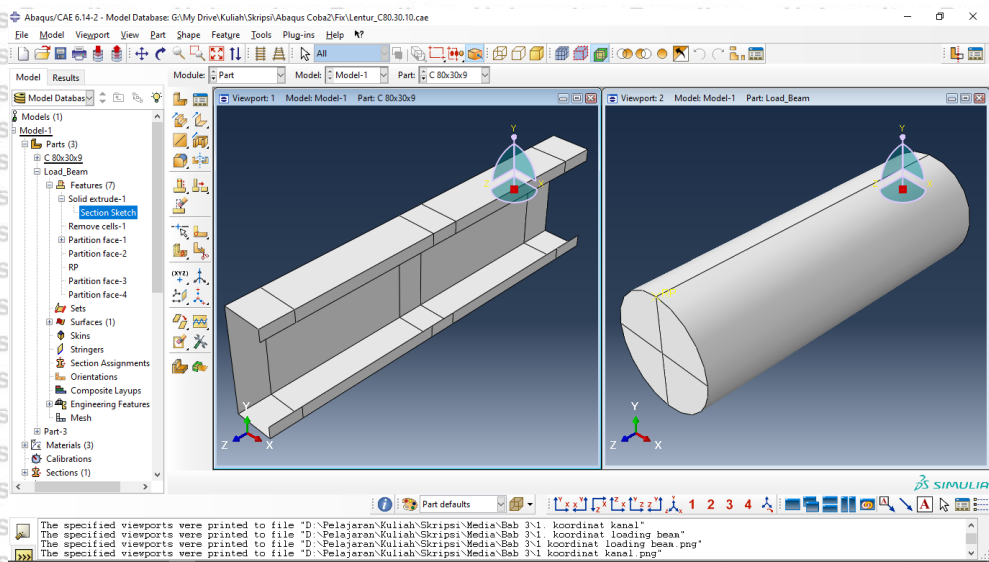 Abaqus/CAE 6.14-2 - Model Database: G:\My Drive\Kuliah\Skripsi\Abaqus Coba2\Fix\Lentur_C80.30.10.cae
File Model Viewport View Part Shape Feature Tools Plug-ins Help
All
Model Results
Module: Part Model: Model-1 Part: C 80x30x9
Model Databas
Viewport: 1 Model: Model-1 Part: C 80x30x9
Viewport: 2 Model: Model-1 Part: Load_Beam
Models (1)
Model-1
Parts (3)
C 80x30x9
Load_Beam
Features (7)
Solid extrude-1
Section Sketch
Remove cells-1
Partition face-1
Partition face-2
RP
Partition face-3
Partition face-4
Sets
Surfaces (1)
Skins
Stringers
Section Assignments
Orientations
Composite Layups
Engineering Features
Mesh
Part-3
Materials (3)
Calibrations
Sections (1)
(XYZ)
Y
Z
X
Y
Z
X
Y
Z X
Y
Z X
SIMULIA
Part defaults
1 2 3 4
The specified viewports were printed to file "D:\Pelajaran\Kuliah\Skripsi\Media\Bab 3\1. koordinat kanal"
The specified viewports were printed to file "D:\Pelajaran\Kuliah\Skripsi\Media\Bab 3\1. koordinat loading beam"
The specified viewports were printed to file "D:\Pelajaran\Kuliah\Skripsi\Media\Bab 3\1 koordinat loading beam.png"
The specified viewports were printed to file "D:\Pelajaran\Kuliah\Skripsi\Media\Bab 3\1 koordinat kanal.png"